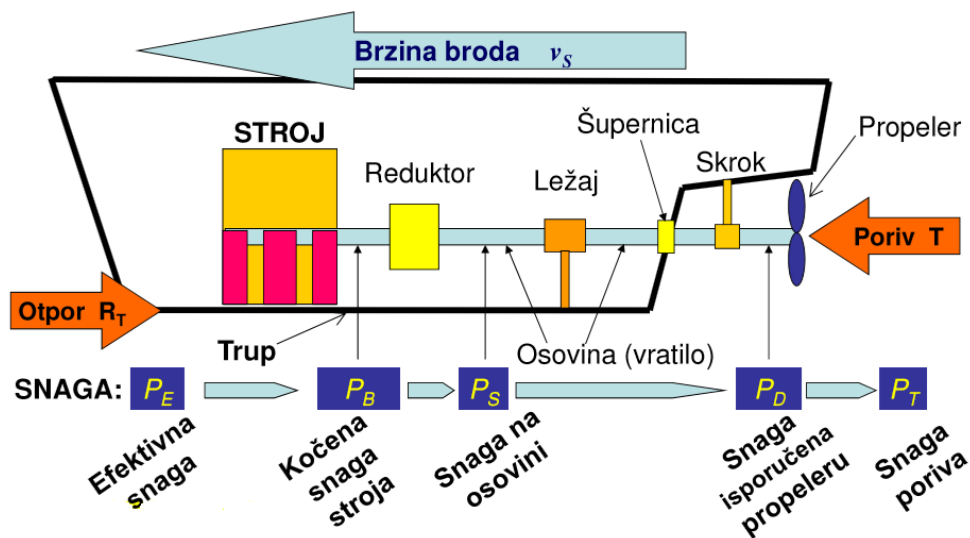 Brzina broda v_S
STROJ
Šupernica
Propeler
Reduktor
Ležaj
Skrok
Poriv T
Otpor R_T
Trup
Osovina (vratilo)
SNAGA:
P_E
P_B
P_S
P_D
P_T
Efektivna
snaga
Kočena
snaga
stroja
Snaga na
osovini
Snaga
isporučena
propeleru
Snaga
poriva